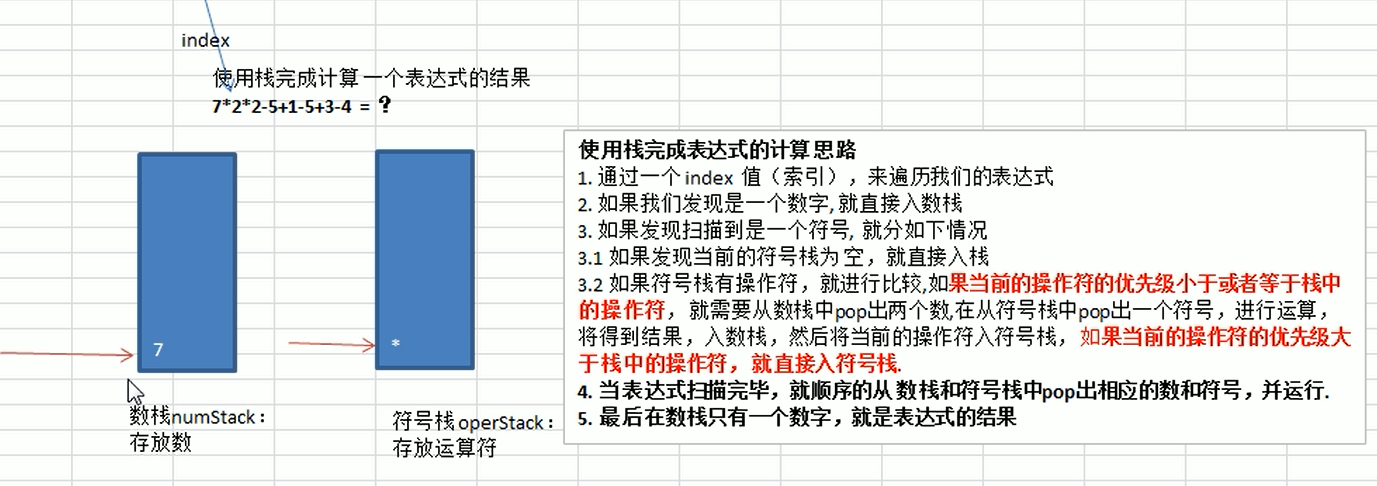 index
使用栈完成计算一个表达式的结果
7*2*2-5+1-5+3-4 = ?
7
*
数栈numStack：
存放数
符号栈operStack：
存放运算符
使用栈完成表达式的计算思路
1. 通过一个 index 值（索引），来遍历我们的表达式
2. 如果我们发现是一个数字, 就直接入数栈
3. 如果发现扫描到是一个符号, 就分如下情况
3.1 如果发现当前的符号栈为 空，就直接入栈
3.2 如果符号栈有操作符，就进行比较,如果当前的操作符的优先级小于或者等于栈中
的操作符， 就需要从数栈中pop出两个数,在从符号栈中pop出一个符号，进行运算，
将得到结果，入数栈，然后将当前的操作符入符号栈， 如果当前的操作符的优先级大
于栈中的操作符， 就直接入符号栈.
4. 当表达式扫描完毕，就顺序的从 数栈和符号栈中pop出相应的数和符号，并运行.
5. 最后在数栈只有一个数字，就是表达式的结果